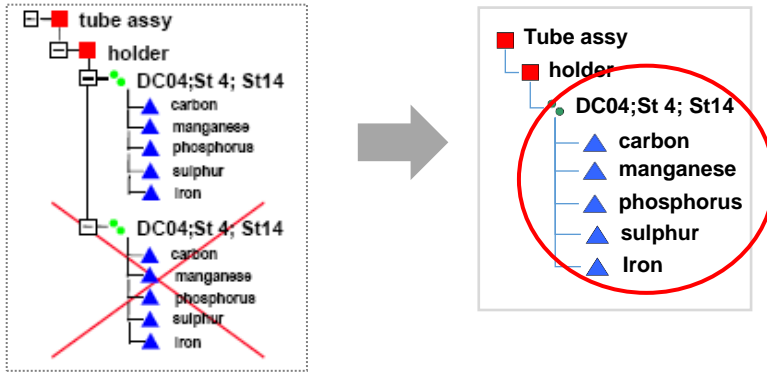 tube assy
holder
DC04;St 4; St14
carbon
manganese
phosphorus
sulphur
Iron
DC04;St 4; St14
carbon
manganese
phosphorus
sulphur
Iron
Tube assy
holder
DC04;St 4; St14
carbon
manganese
phosphorus
sulphur
Iron